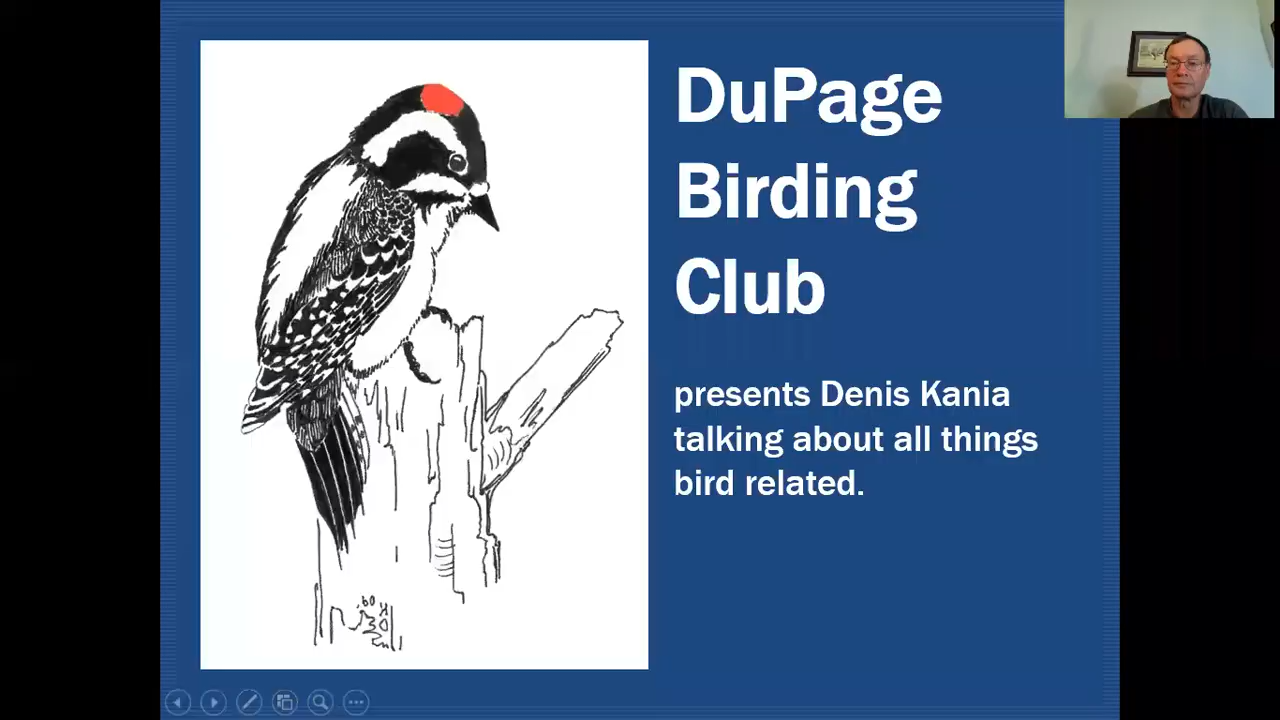 DuPage
Birding
Club
presents Denis Kania
talking about all things
bird related.